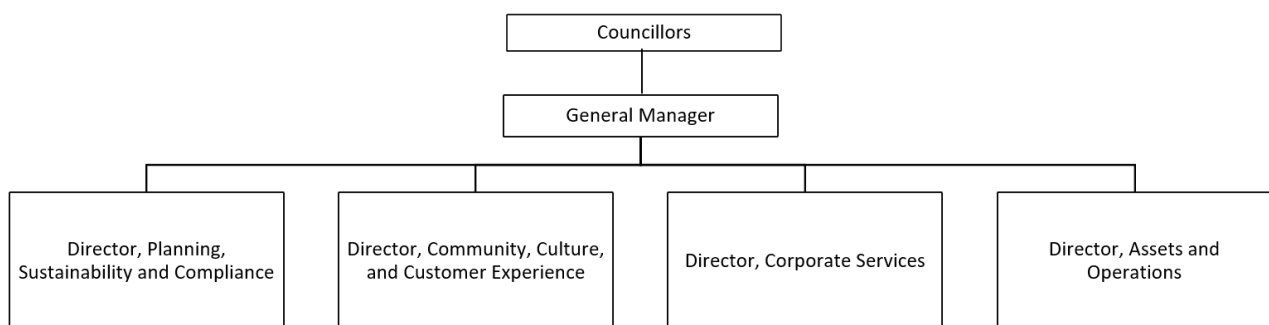 Councillors
General Manager
Director, Planning,
Sustainability and Compliance
Director, Community, Culture,
and Customer Experience
Director, Corporate Services
Director, Assets and
Operations